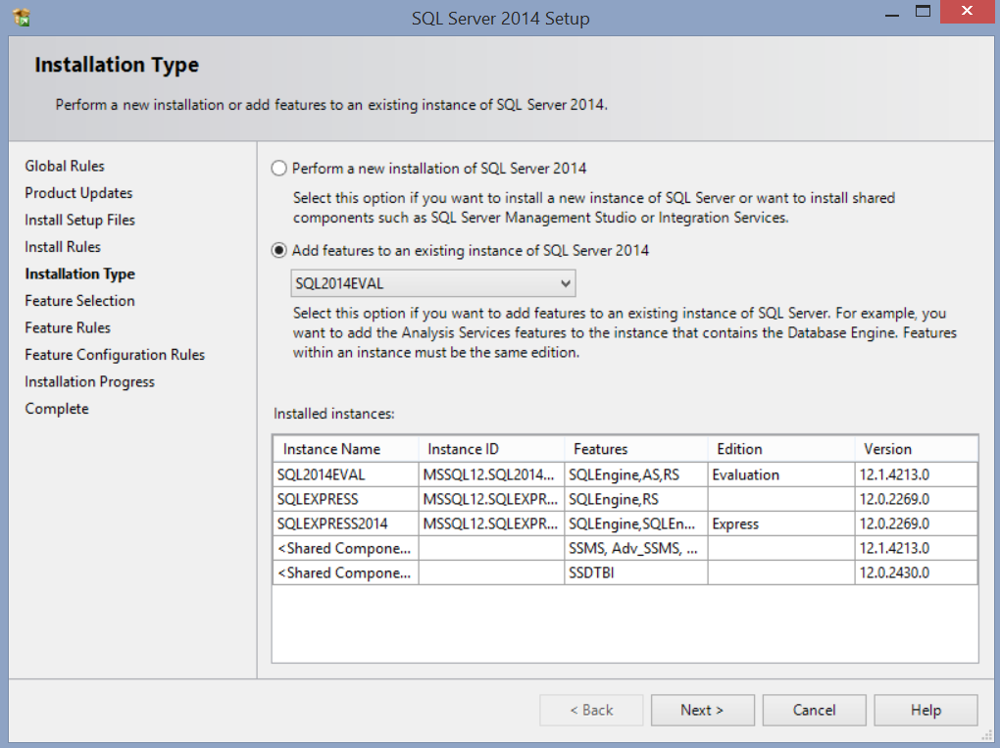 SQL Server 2014 Setup
Installation Type
Perform a new installation or add features to an existing instance of SQL Server 2014.
Global Rules
Product Updates
Install Setup Files
Install Rules
Installation Type
Feature Selection
Feature Rules
Feature Configuration Rules
Installation Progress
Complete
Perform a new installation of SQL Server 2014
Select this option if you want to install a new instance of SQL Server or want to install shared
components such as SQL Server Management Studio or Integration Services.
Add features to an existing instance of SQL Server 2014
SQL2014EVAL
Select this option if you want to add features to an existing instance of SQL Server. For example, you
want to add the Analysis Services features to the instance that contains the Database Engine. Features
within an instance must be the same edition.
Installed instances:
Instance Name Instance ID Features Edition Version
SQL2014EVAL MSSQL12.SQL2014... SQLEngine,AS,RS Evaluation 12.1.4213.0
SQLEXPRESS MSSQL12.SQLEXPR... SQLEngine,RS 12.0.2269.0
SQLEXPRESS2014 MSSQL12.SQLEXPR... SQLEngine,SQLEn... Express 12.0.2269.0
<Shared Compone... SSMS, Adv_SSMS, ... 12.1.4213.0
<Shared Compone... SSDTBI 12.0.2430.0
< Back Next > Cancel Help